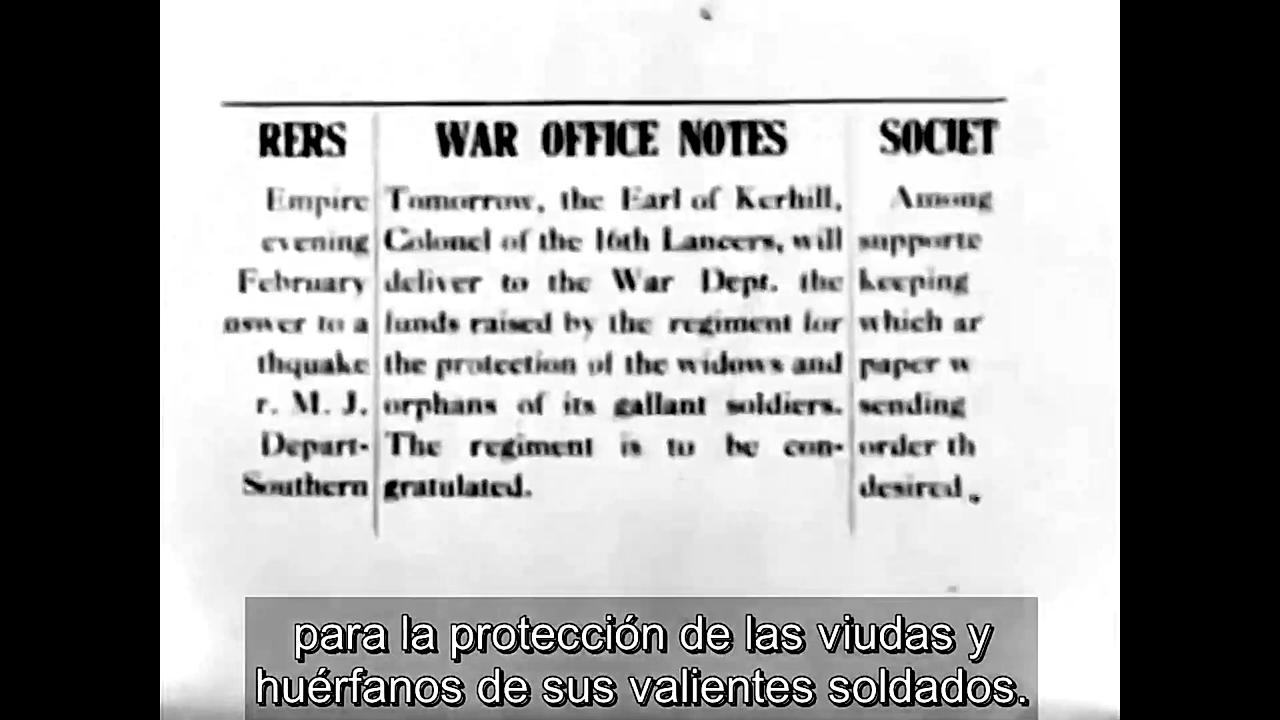 RERS
Empire
evening
February
nswer to a
thquake
r. M. J.
Depart-
Southern
WAR OFFICE NOTES
Tomorrow, the Earl of Kerhill,
Colonel of the 16th Lancers, will
deliver to the War Dept. the
funds raised by the regiment for
the protection of the widows and
orphans of its gallant soldiers.
The regiment is to be con-
gratulated.
SOCIET
Among
supporte
keeping
which ar
paper w
sending
order th
desired.
para la protección de las viudas y
huérfanos de sus valientes soldados.